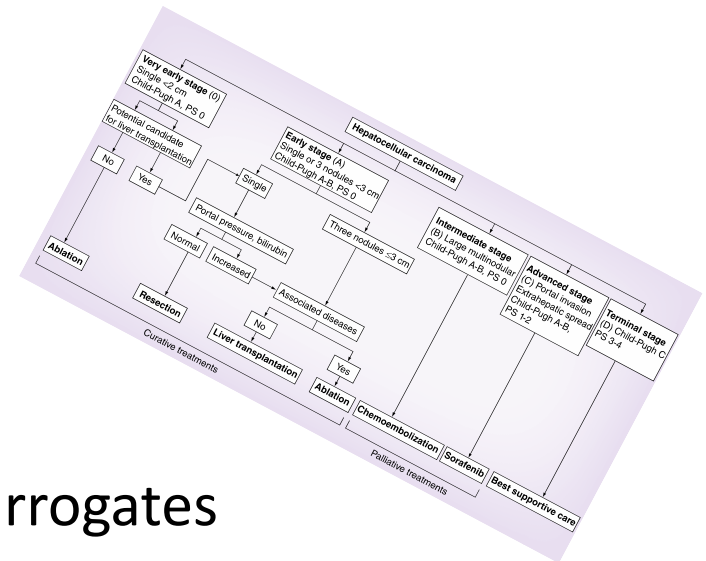 Hepatocellular carcinoma
Very early stage (0)
Single <2 cm
Child-Pugh A, PS 0
Potential candidate
for liver transplantation
No
Yes
Ablation
Early stage (A)
Single or 3 nodules <3 cm
Child-Pugh A-B, PS 0
Single
Portal pressure, bilirubin
Normal
Increased
Resection
Three nodules ≤3 cm
Associated diseases
No
Yes
Liver transplantation
Ablation
Curative treatments
Intermediate stage
(B) Large multinodular
Child-Pugh A-B, PS 0
Chemoembolization
Advanced stage
(C) Portal invasion
Extrahepatic spread
Child-Pugh A-B,
PS 1-2
Sorafenib
Palliative treatments
Terminal stage
(D) Child-Pugh C
PS 3-4
Best supportive care
rrogates